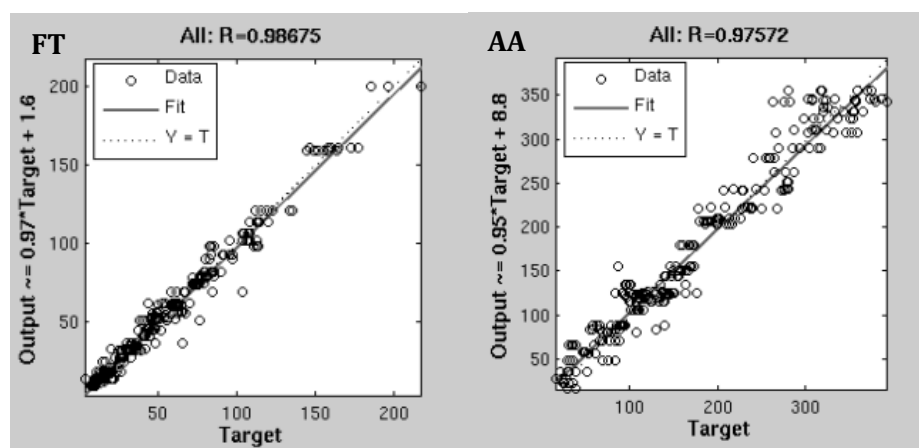 FT
All: R=0.98675
Output ~= 0.97*Target + 1.6
200
150
100
50
Data
Fit
Y = T
50 100 150 200
Target
AA
All: R=0.97572
Output ~= 0.95*Target + 8.8
350
300
250
200
150
100
50
Data
Fit
Y = T
100 200 300
Target